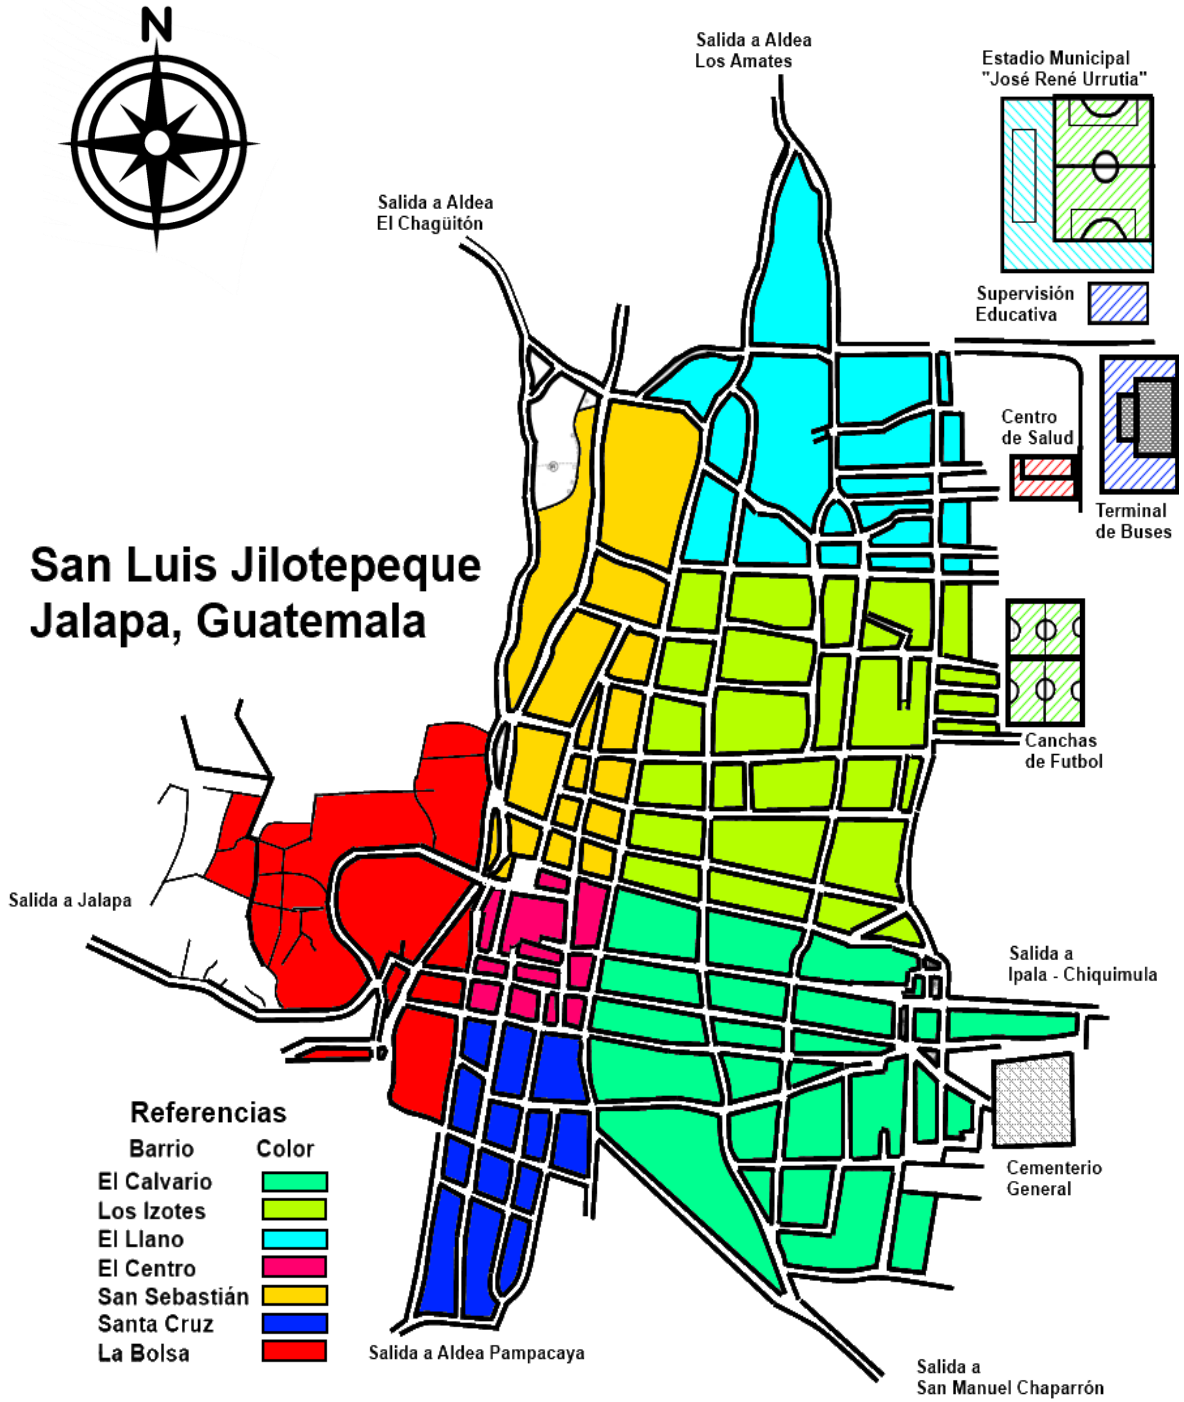 N
Salida a Aldea
Los Amates
Estadio Municipal
"José René Urrutia"
Salida a Aldea
El Chagüitón
Supervisión
Educativa
Centro
de Salud
Terminal
de Buses
San Luis Jilotepeque
Jalapa, Guatemala
Canchas
de Futbol
Salida a Jalapa
Salida a
Ipala - Chiquimula
Referencias
Barrio Color
El Calvario
Los Izotes
El Llano
El Centro
San Sebastián
Santa Cruz
La Bolsa
Cementerio
General
Salida a Aldea Pampacaya
Salida a
San Manuel Chaparrón